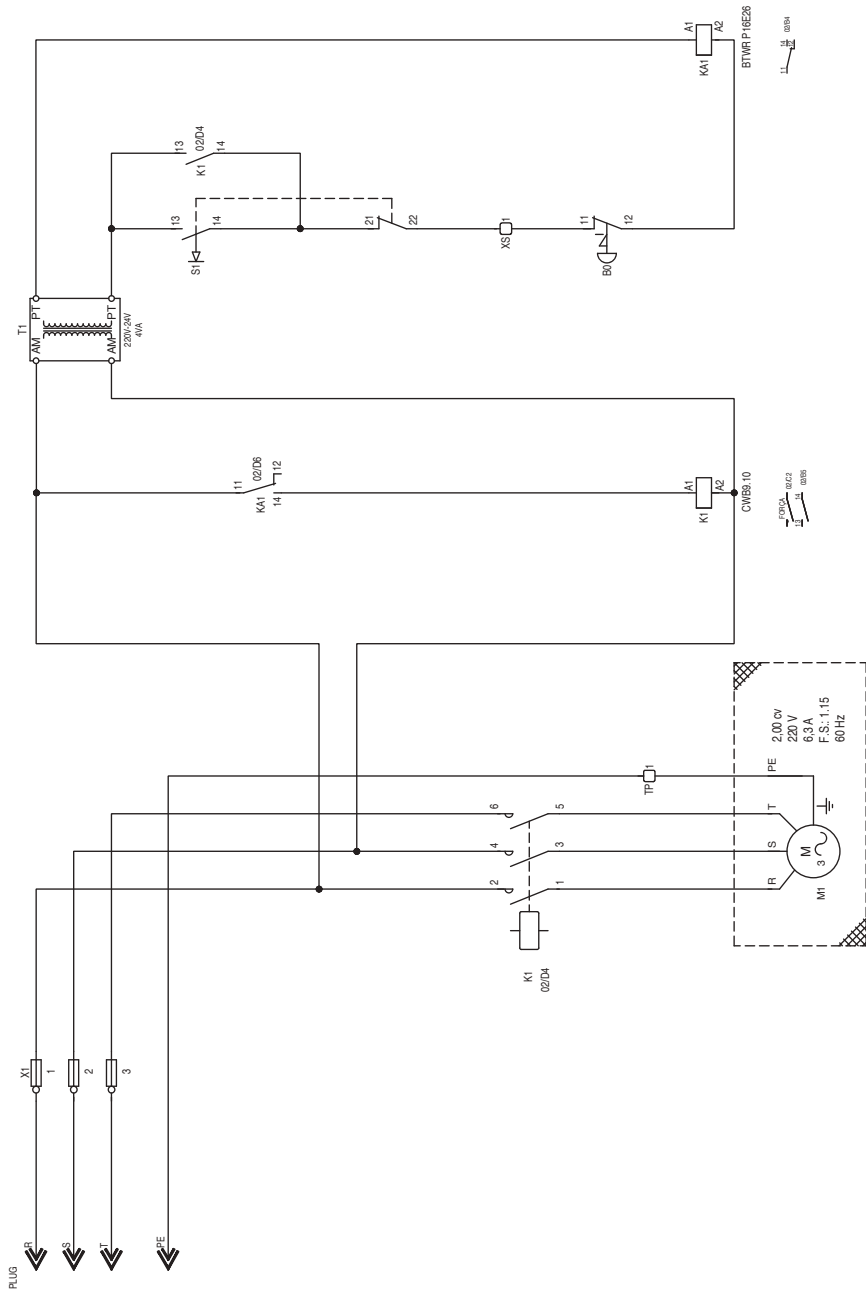 PLUG
R
S
T
PE
X1
1
2
3
K1
02/D4
2
4
6
1
3
5
TP
1
R
S
T
PE
M
3
M1
2,00 cv
220 V
6,3 A
F.S.: 1.15
60 Hz
11
02/D6
KA1
14
12
A1
K1
A2
CWB9.10
FORÇA
02/C2
13
14
02/B5
T1
AM
PT
AM
PT
220V-24V
4VA
13
S1
14
13
02/D4
K1
14
21
22
XS
1
11
B0
12
A1
KA1
A2
BTWR P16E26
11
14
12
02/B4